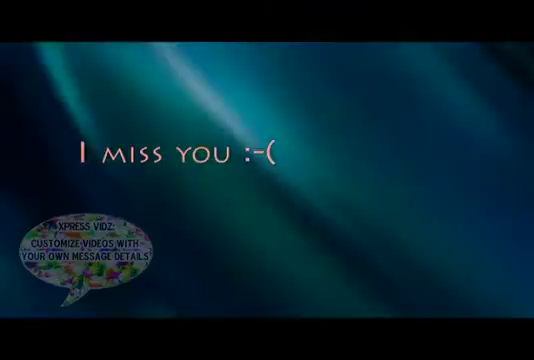 I miss you :-(
XPRESS VIDZ:
CUSTOMIZE VIDEOS WITH
YOUR OWN MESSAGE DETAILS